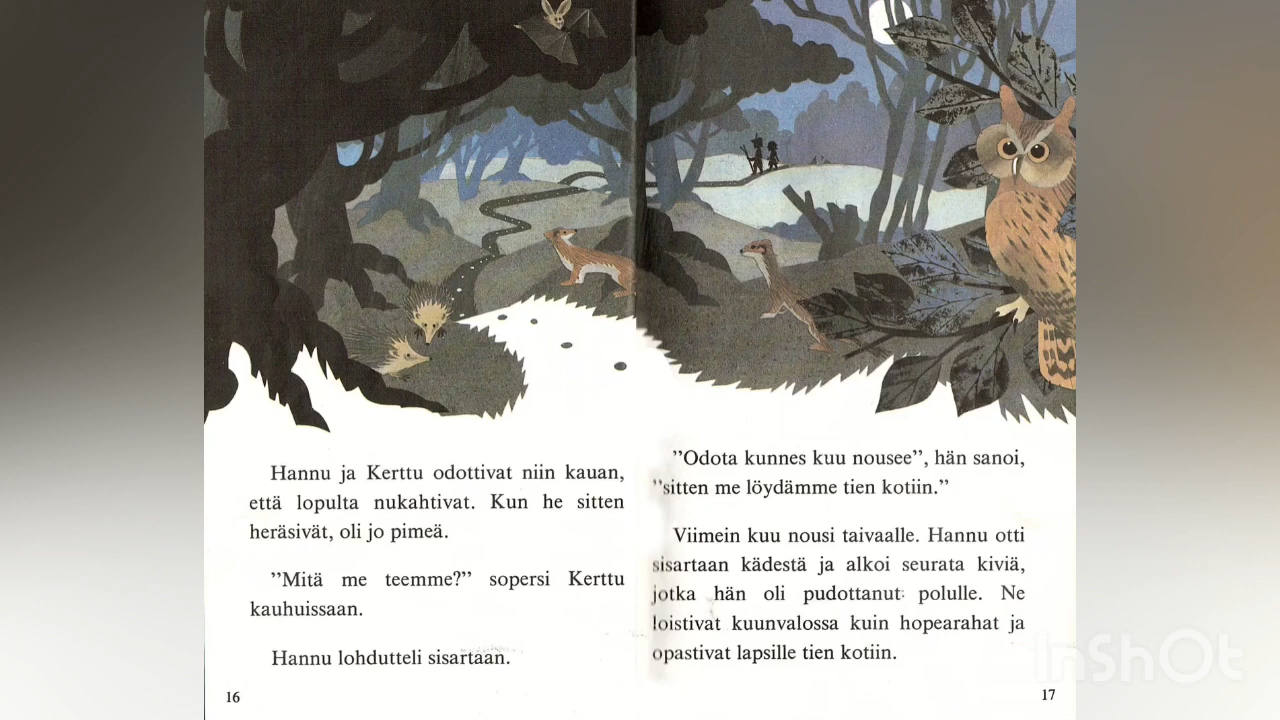 Hannu ja Kerttu odottivat niin kauan,
että lopulta nukahtivat. Kun he sitten
heräsivät, oli jo pimeä.
”Mitä me teemme?” sopersi Kerttu
kauhuissaan.
Hannu lohdutteli sisartaan.
16
”Odota kunnes kuu nousee”, hän sanoi,
”sitten me löydämme tien kotiin.”
Viimein kuu nousi taivaalle. Hannu otti
sisartaan kädestä ja alkoi seurata kiviä,
jotka hän oli pudottanut polulle. Ne
loistivat kuunvalossa kuin hopearahat ja
opastivat lapsille tien kotiin.
17
InShOt